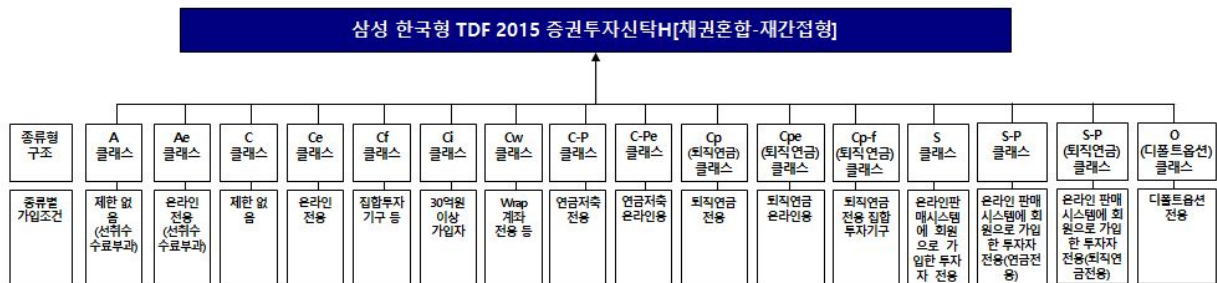 삼성 한국형 TDF 2015 증권투자신탁H[채권혼합-재간접형]
종류형
구조
A
클래스
Ae
클래스
C
클래스
Ce
클래스
Cf
클래스
Ci
클래스
Cw
클래스
C-P
클래스
C-Pe
클래스
Cp
(퇴직연금)
클래스
Cpe
(퇴직연금)
클래스
Cp-f
(퇴직연금)
클래스
S
클래스
S-P
클래스
S-P
(퇴직연금)
클래스
O
(디폴트옵션)
클래스
종류별
가입조건
제한 없
음
(선취수
수료부과)
온라인
전용
(선취수
수료부과)
제한 없
음
온라인
전용
집합투자
기구 등
30억원
이상
가입자
Wrap
계좌
전용 등
연금저축
전용
연금저축
온라인용
퇴직연금
전용
퇴직연금
온라인용
퇴직연금
전용 집합
투자기구
온라인판
매시스템
에 회원
으로 가
입한 투자
자 전용
온라인 판매
시스템에 회
원으로 가입
한 투자자
전용(연금전
용)
온라인 판매
시스템에 회
원으로 가입
한 투자자
전용(퇴직연
금전용)
디폴트옵션
전용